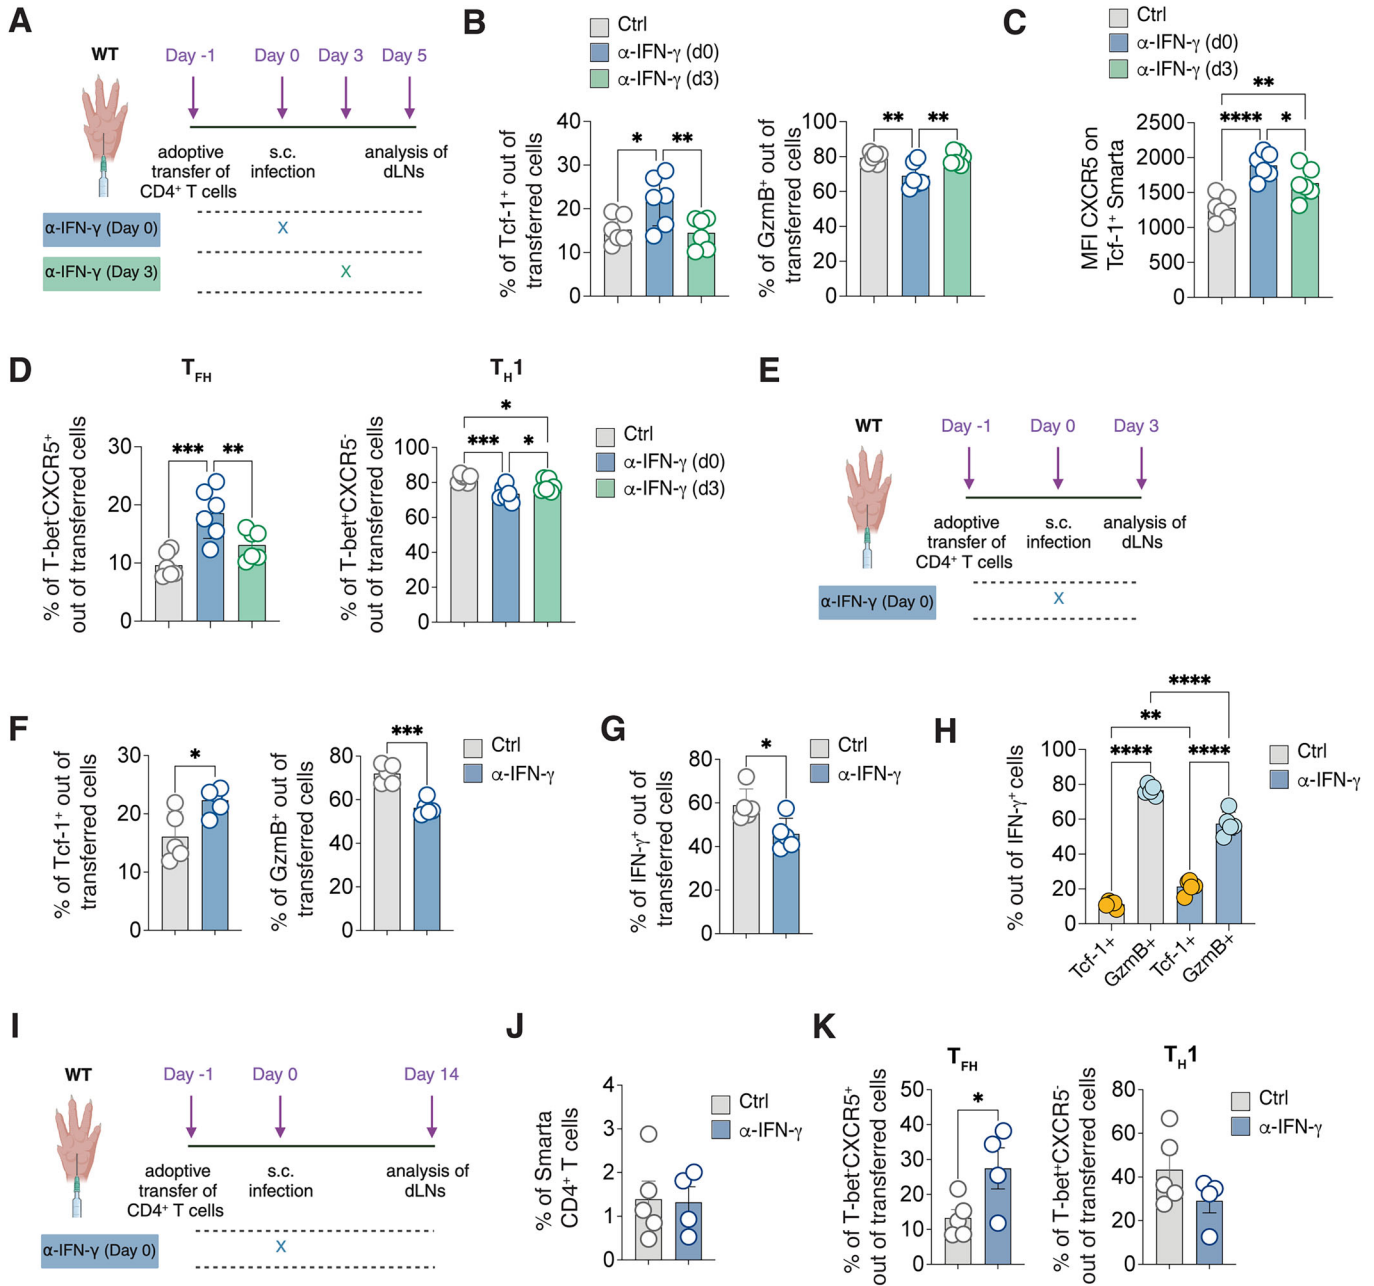 A
WT
Day -1
Day 0
Day 3
Day 5
adoptive
transfer of
CD4+ T cells
s.c.
infection
analysis of
dLNs
α-IFN-γ (Day 0)
X
α-IFN-γ (Day 3)
X
B
Ctrl
α-IFN-γ (d0)
α-IFN-γ (d3)
% of Tcf-1+ out of
transferred cells
40
30
20
10
0
*
**
% of GzmB+ out of
transferred cells
100
80
60
40
20
0
**
**
C
Ctrl
α-IFN-γ (d0)
α-IFN-γ (d3)
MFI CXCR5 on
Tcf-1+ Smarta
2500
2000
1500
1000
500
0
**
****
*
D
TFH
% of T-bet-CXCR5+
out of transferred cells
30
20
10
0
***
**
TH1
% of T-bet+CXCR5-
out of transferred cells
100
80
60
40
20
0
*
***
*
Ctrl
α-IFN-γ (d0)
α-IFN-γ (d3)
E
WT
Day -1
Day 0
Day 3
adoptive
transfer of
CD4+ T cells
s.c.
infection
analysis of
dLNs
α-IFN-γ (Day 0)
X
F
% of Tcf-1+ out of
transferred cells
30
20
10
0
*
% of GzmB+ out of
transferred cells
80
60
40
20
0
***
Ctrl
α-IFN-γ
G
% of IFN-γ+ out of
transferred cells
80
60
40
20
0
*
Ctrl
α-IFN-γ
H
% out of IFN-γ+ cells
100
80
60
40
20
0
****
**
****
****
Tcf-1+
GzmB+
Tcf-1+
GzmB+
Ctrl
α-IFN-γ
I
WT
Day -1
Day 0
Day 14
adoptive
transfer of
CD4+ T cells
s.c.
infection
analysis of
dLNs
α-IFN-γ (Day 0)
X
J
% of Smarta
CD4+ T cells
4
3
2
1
0
Ctrl
α-IFN-γ
K
TFH
% of T-bet-CXCR5+
out of transferred cells
50
40
30
20
10
0
*
TH1
% of T-bet+CXCR5-
out of transferred cells
80
60
40
20
0
Ctrl
α-IFN-γ